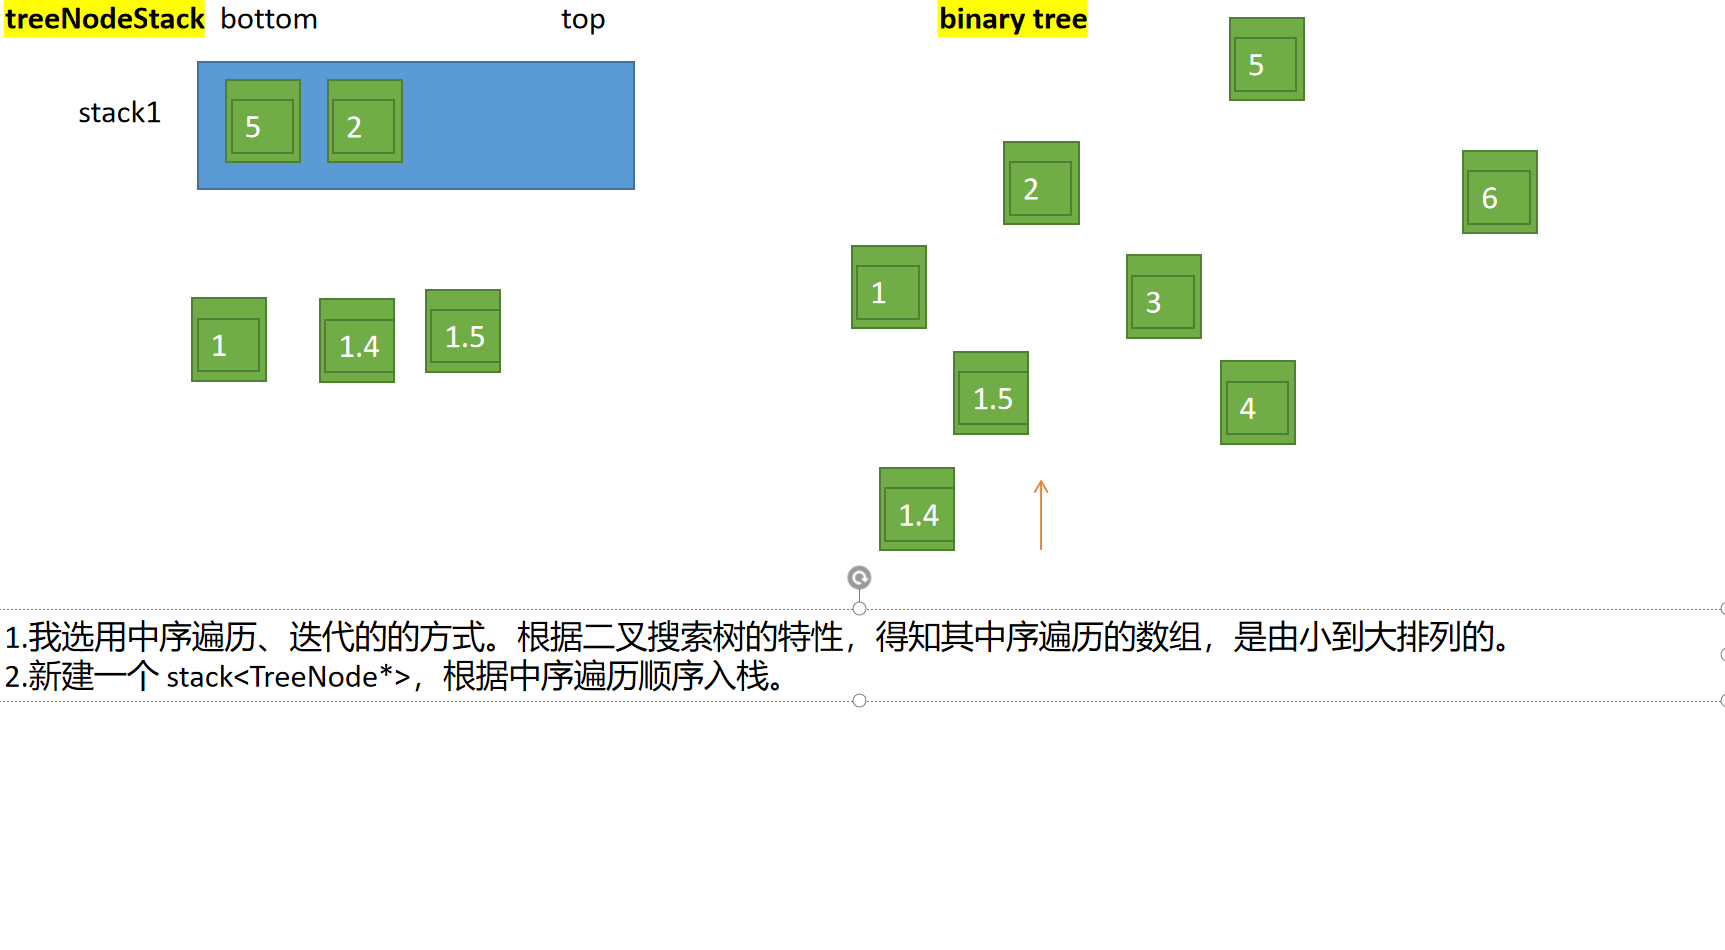 treeNodeStack bottom top
binary tree
stack1
5 2
5
2
6
1
3
1 1.4 1.5
1.5
4
1.4
1.我选用中序遍历、迭代的的方式。根据二叉搜索树的特性，得知其中序遍历的数组，是由小到大排列的。
2.新建一个 stack<TreeNode*>，根据中序遍历顺序入栈。